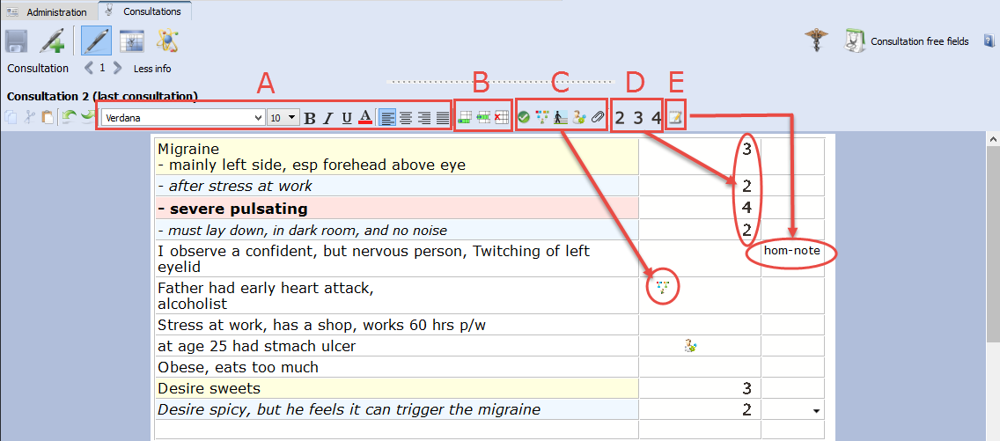 Administration Consultations
Consultation free fields
Consultation 1 Less info
A B C D E
Consultation 2 (last consultation)
Verdana 10 B I U A 2 3 4
Migraine 3
- mainly left side, esp forehead above eye
- after stress at work 2
- severe pulsating 4
- must lay down, in dark room, and no noise 2
I observe a confident, but nervous person, Twitching of left hom-note
eyelid
Father had early heart attack,
alcoholist
Stress at work, has a shop, works 60 hrs p/w
at age 25 had stmach ulcer
Obese, eats too much
Desire sweets 3
Desire spicy, but he feels it can trigger the migraine 2